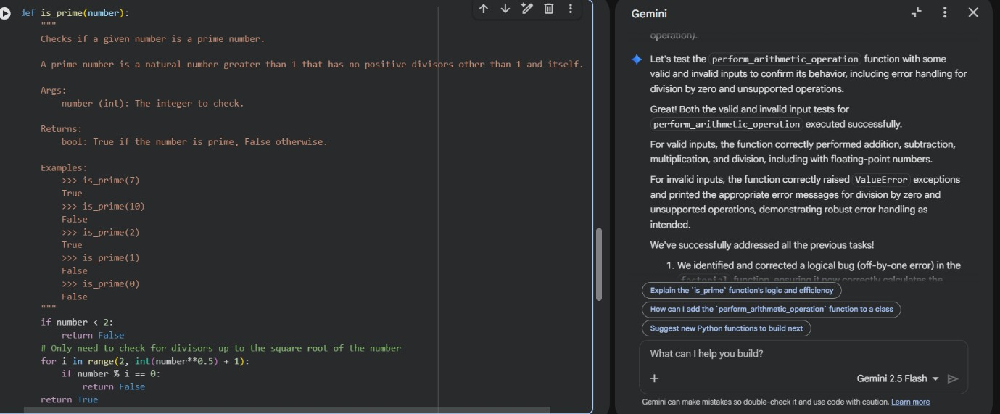 def is_prime(number):
"""
Checks if a given number is a prime number.
A prime number is a natural number greater than 1 that has no positive divisors other than 1 and itself.
Args:
number (int): The integer to check.
Returns:
bool: True if the number is prime, False otherwise.
Examples:
>>> is_prime(7)
True
>>> is_prime(10)
False
>>> is_prime(2)
True
>>> is_prime(1)
False
>>> is_prime(0)
False
"""
if number < 2:
return False
# Only need to check for divisors up to the square root of the number
for i in range(2, int(number**0.5) + 1):
if number % i == 0:
return False
return True
Gemini
operation).
Let's test the perform_arithmetic_operation function with some
valid and invalid inputs to confirm its behavior, including error handling for
division by zero and unsupported operations.
Great! Both the valid and invalid input tests for
perform_arithmetic_operation executed successfully.
For valid inputs, the function correctly performed addition, subtraction,
multiplication, and division, including with floating-point numbers.
For invalid inputs, the function correctly raised ValueError exceptions
and printed the appropriate error messages for division by zero and
unsupported operations, demonstrating robust error handling as
intended.
We've successfully addressed all the previous tasks!
1. We identified and corrected a logical bug (off-by-one error) in the
factorial function, ensuring it now correctly calculates the
Explain the `is_prime` function's logic and efficiency
How can I add the `perform_arithmetic_operation` function to a class
Suggest new Python functions to build next
What can I help you build?
+ Gemini 2.5 Flash
Gemini can make mistakes so double-check it and use code with caution. Learn more